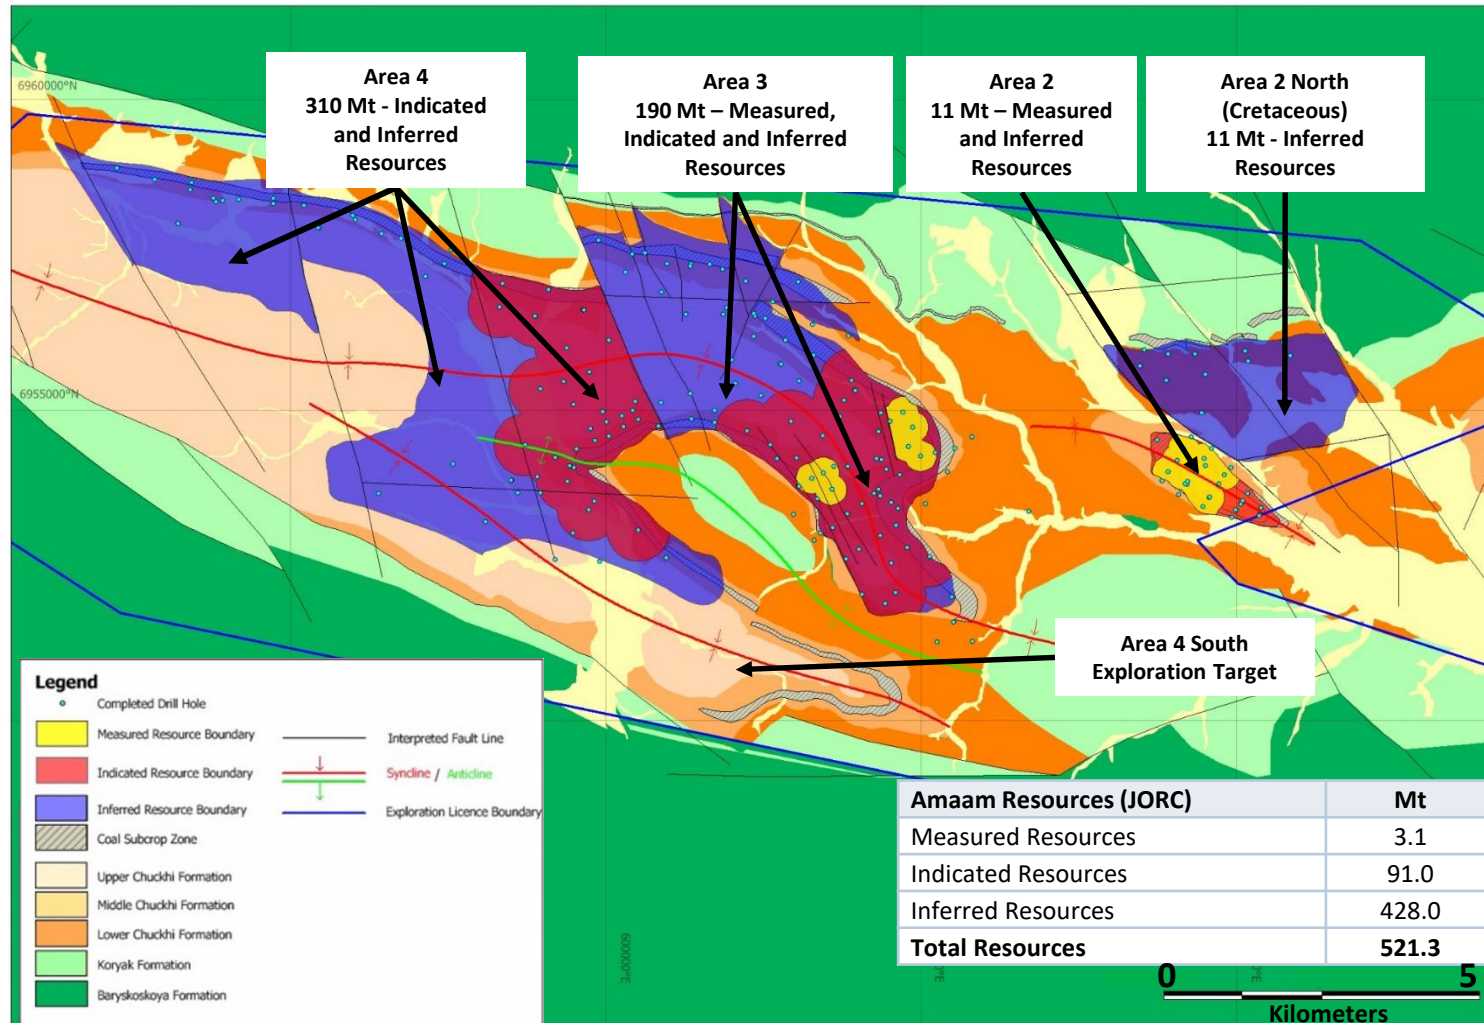 Area 4
310 Mt - Indicated
and Inferred
Resources
Area 3
190 Mt – Measured,
Indicated and Inferred
Resources
Area 2
11 Mt – Measured
and Inferred
Resources
Area 2 North
(Cretaceous)
11 Mt - Inferred
Resources
6960000°N
6955000°N
Area 4 South
Exploration Target
Legend
Completed Drill Hole
Measured Resource Boundary
Indicated Resource Boundary
Inferred Resource Boundary
Coal Subcrop Zone
Upper Chuckhi Formation
Middle Chuckhi Formation
Lower Chuckhi Formation
Koryak Formation
Baryskoskoya Formation
Interpreted Fault Line
Syncline / Anticline
Exploration Licence Boundary
Amaam Resources (JORC) Mt
Measured Resources 3.1
Indicated Resources 91.0
Inferred Resources 428.0
Total Resources 521.3
600000°E
0°E
0°E
0 5
Kilometers